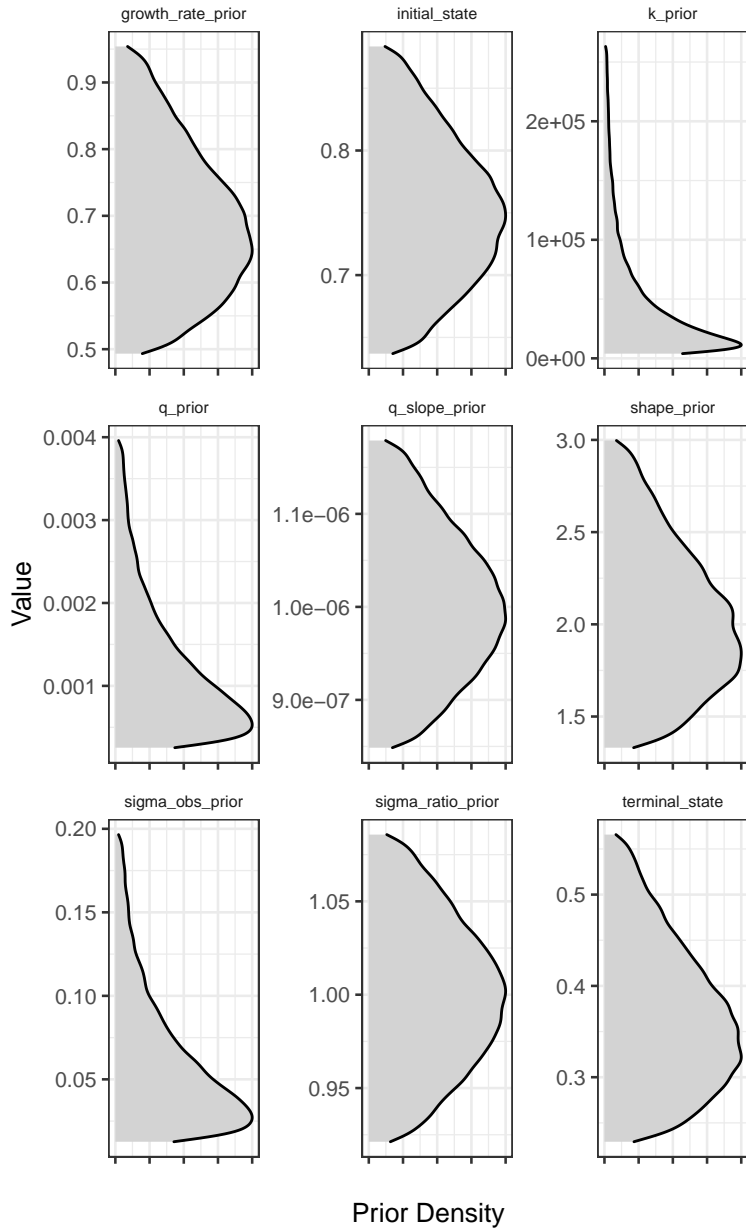 growth_rate_prior
initial_state
k_prior
0.9
0.8
0.7
0.6
0.5
0.8
0.7
2e+05
1e+05
0e+00
q_prior
q_slope_prior
shape_prior
0.004
0.003
0.002
0.001
1.1e−06
1.0e−06
9.0e−07
3.0
2.5
2.0
1.5
Value
sigma_obs_prior
sigma_ratio_prior
terminal_state
0.20
0.15
0.10
0.05
1.05
1.00
0.95
0.5
0.4
0.3
Prior Density